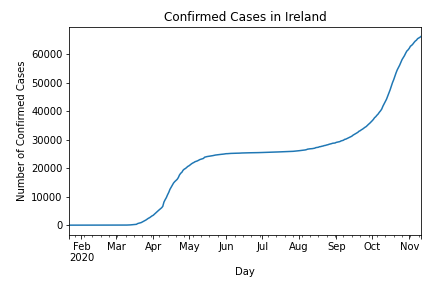 Confirmed Cases in Ireland
Number of Confirmed Cases
60000
50000
40000
30000
20000
10000
0
Feb Mar Apr May Jun Jul Aug Sep Oct Nov
2020
Day